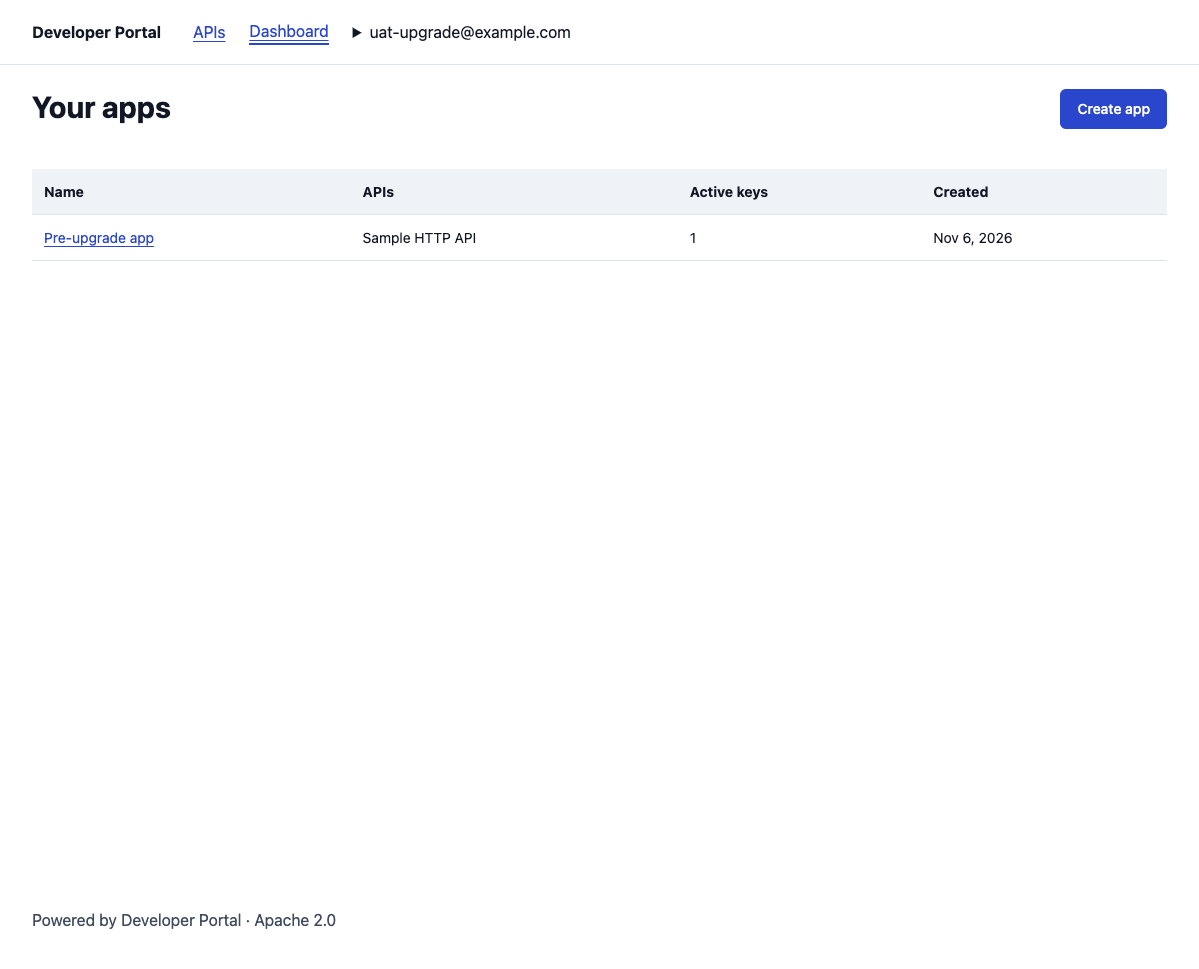 Developer Portal APIs Dashboard ▶ uat-upgrade@example.com
Your apps
Create app
Name APIs Active keys Created
Pre-upgrade app Sample HTTP API 1 Nov 6, 2026
Powered by Developer Portal · Apache 2.0